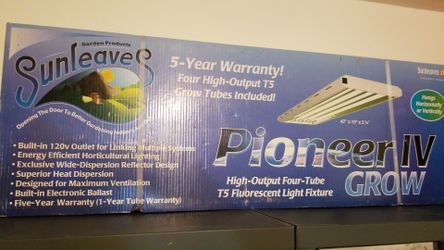 Garden Products
Sunleaves
Opening The Door To Better Gardening Indoors
• Built-in 120v Outlet for Linking Multiple Systems
• Energy Efficient Horticultural Lighting
• Exclusive Wide-Dispersion Reflector Design
• Superior Heat Dispersion
• Designed for Maximum Ventilation
• Built-in Electronic Ballast
• Five-Year Warranty (1-Year Tube Warranty)
5-Year Warranty!
Four High-Output T5
Grow Tubes Included!
Pioneer IV
GROW
High-Output Four-Tube
T5 Fluorescent Light Fixture
Sunleaves
Hangs
Horizontally
or Vertically